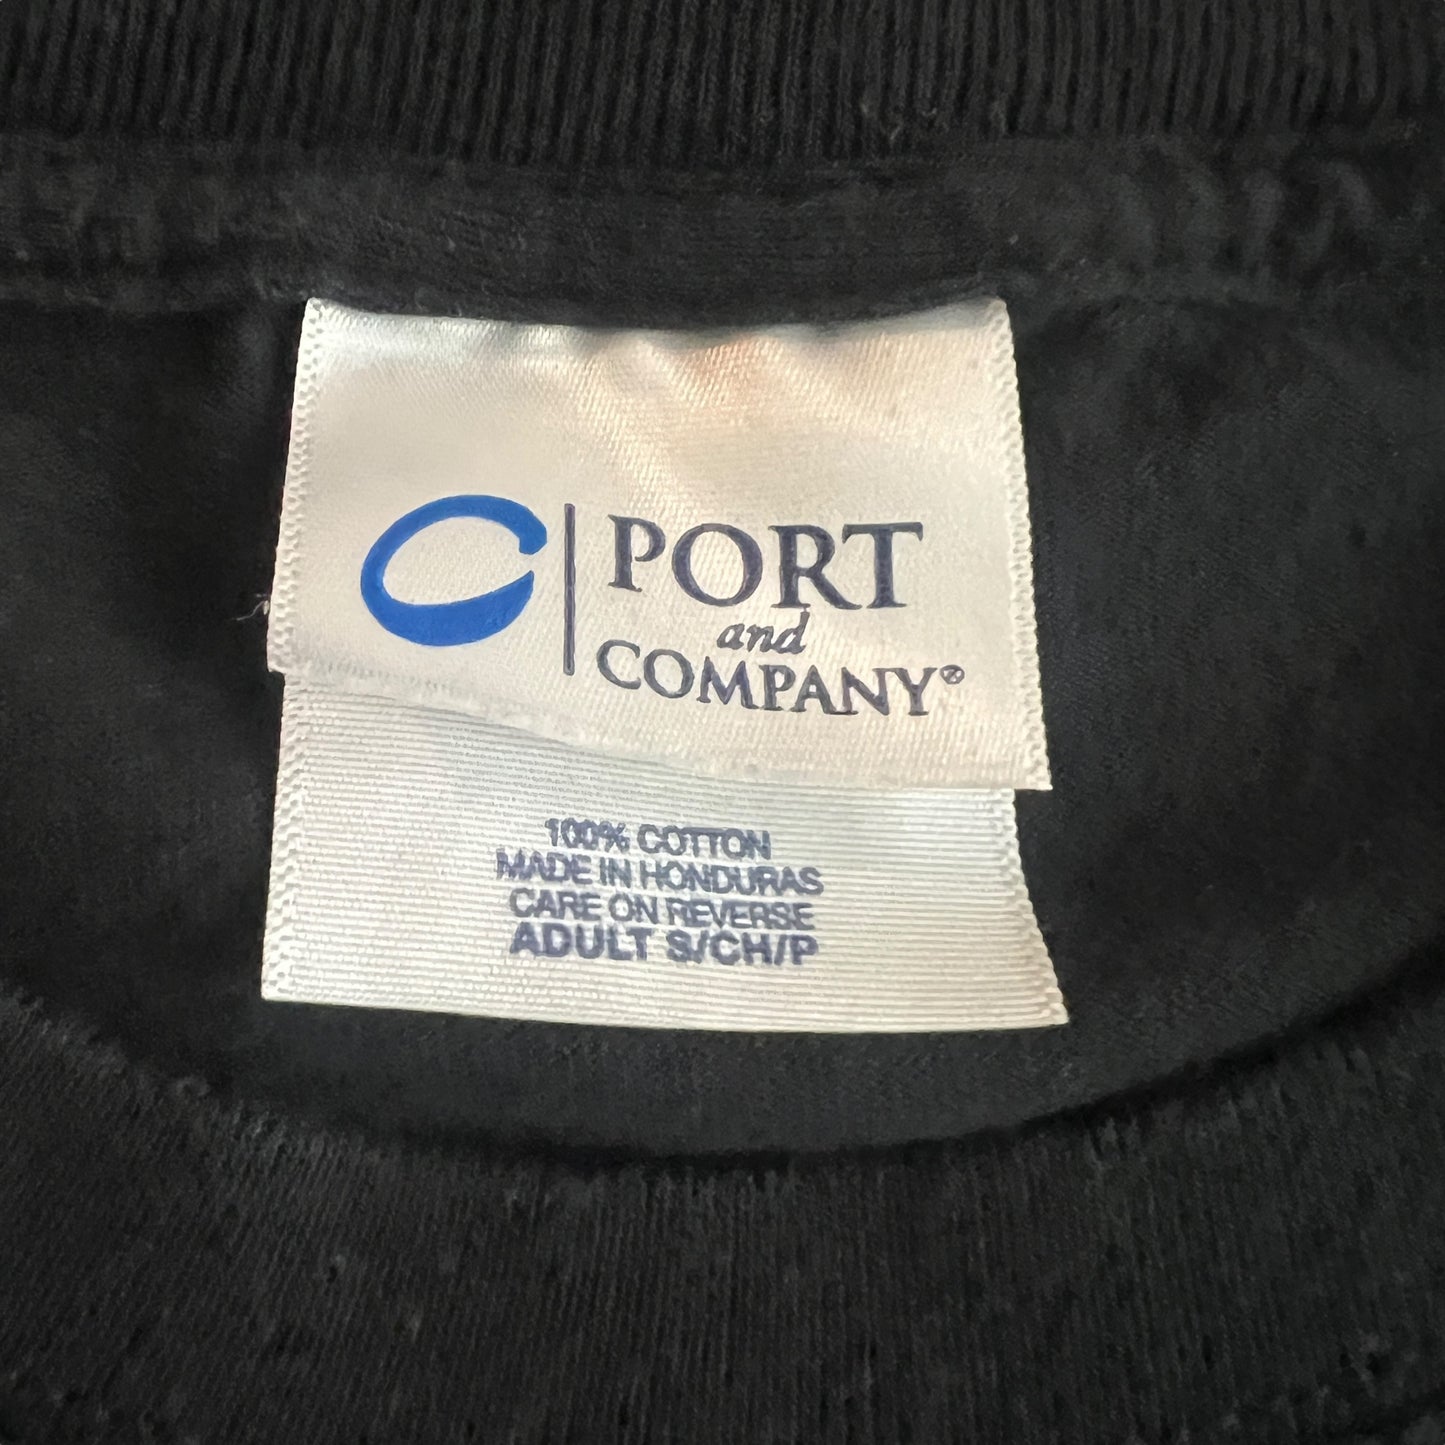 PORT
and
COMPANY®
100% COTTON
MADE IN HONDURAS
CARE ON REVERSE
ADULT S/CH/P